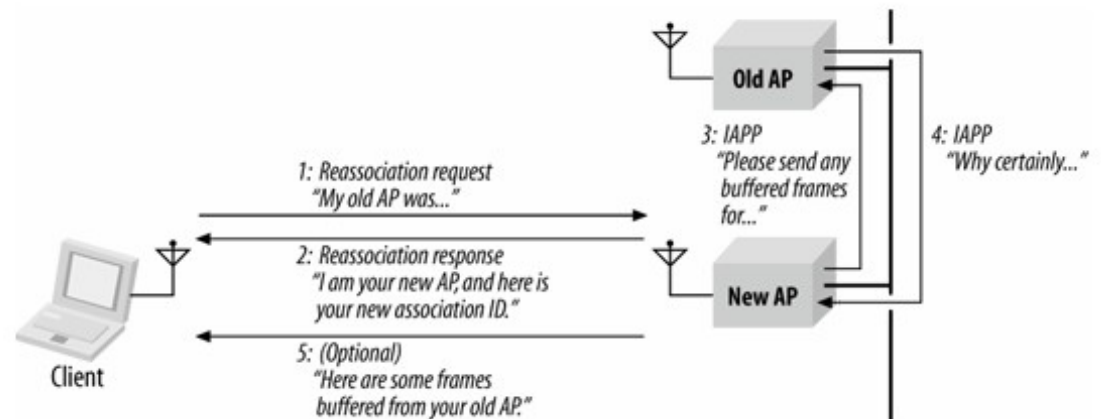 Old AP
3: IAPP
"Please send any
buffered frames
for..."
4: IAPP
"Why certainly..."
1: Reassociation request
"My old AP was..."
2: Reassociation response
"I am your new AP, and here is
your new association ID."
New AP
5: (Optional)
"Here are some frames
buffered from your old AP."
Client